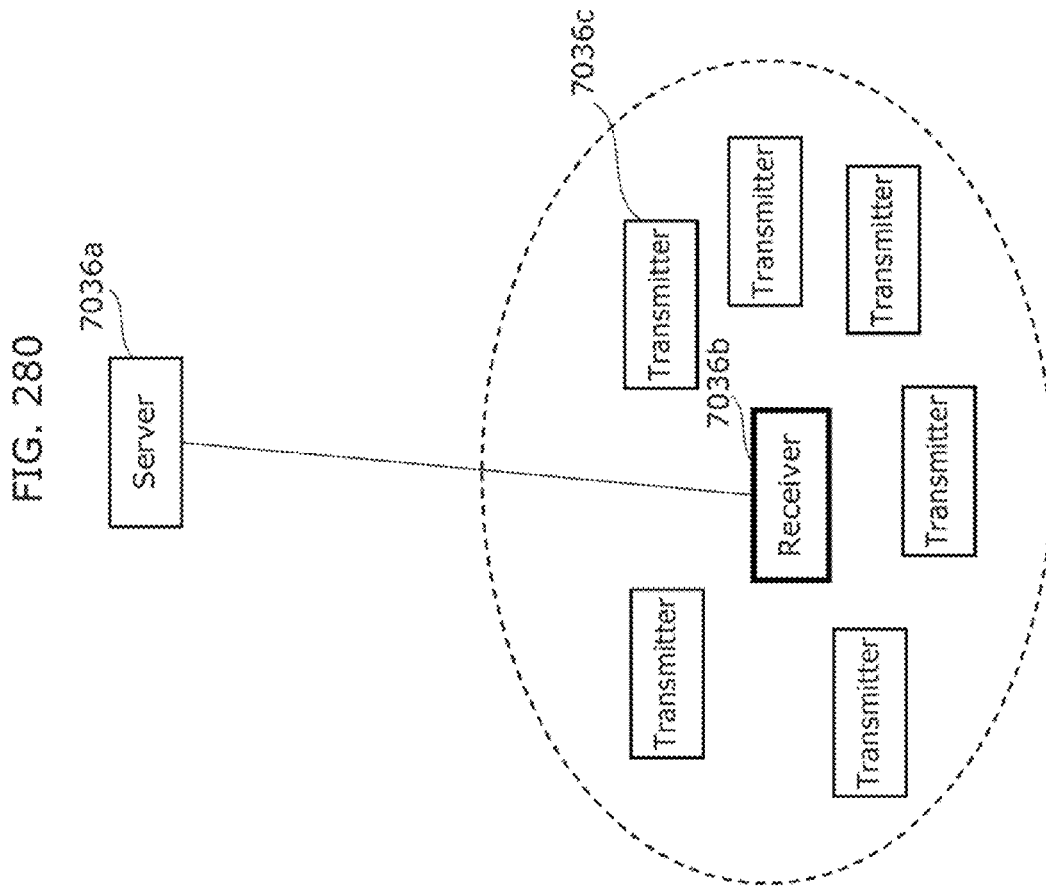 FIG. 280
7036a
Server
7036c
Transmitter
Transmitter
Transmitter
7036b
Receiver
Transmitter
Transmitter
Transmitter